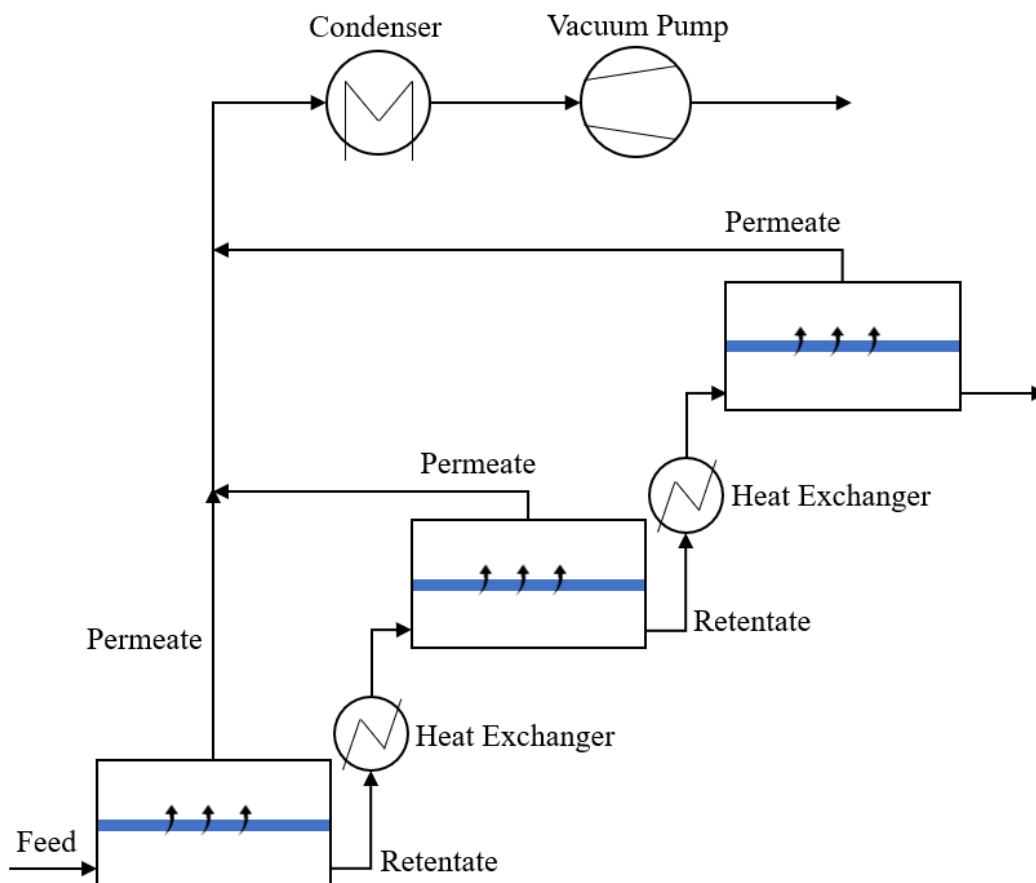 Condenser
Vacuum Pump
Permeate
Permeate
Heat Exchanger
Retentate
Permeate
Heat Exchanger
Feed
Retentate